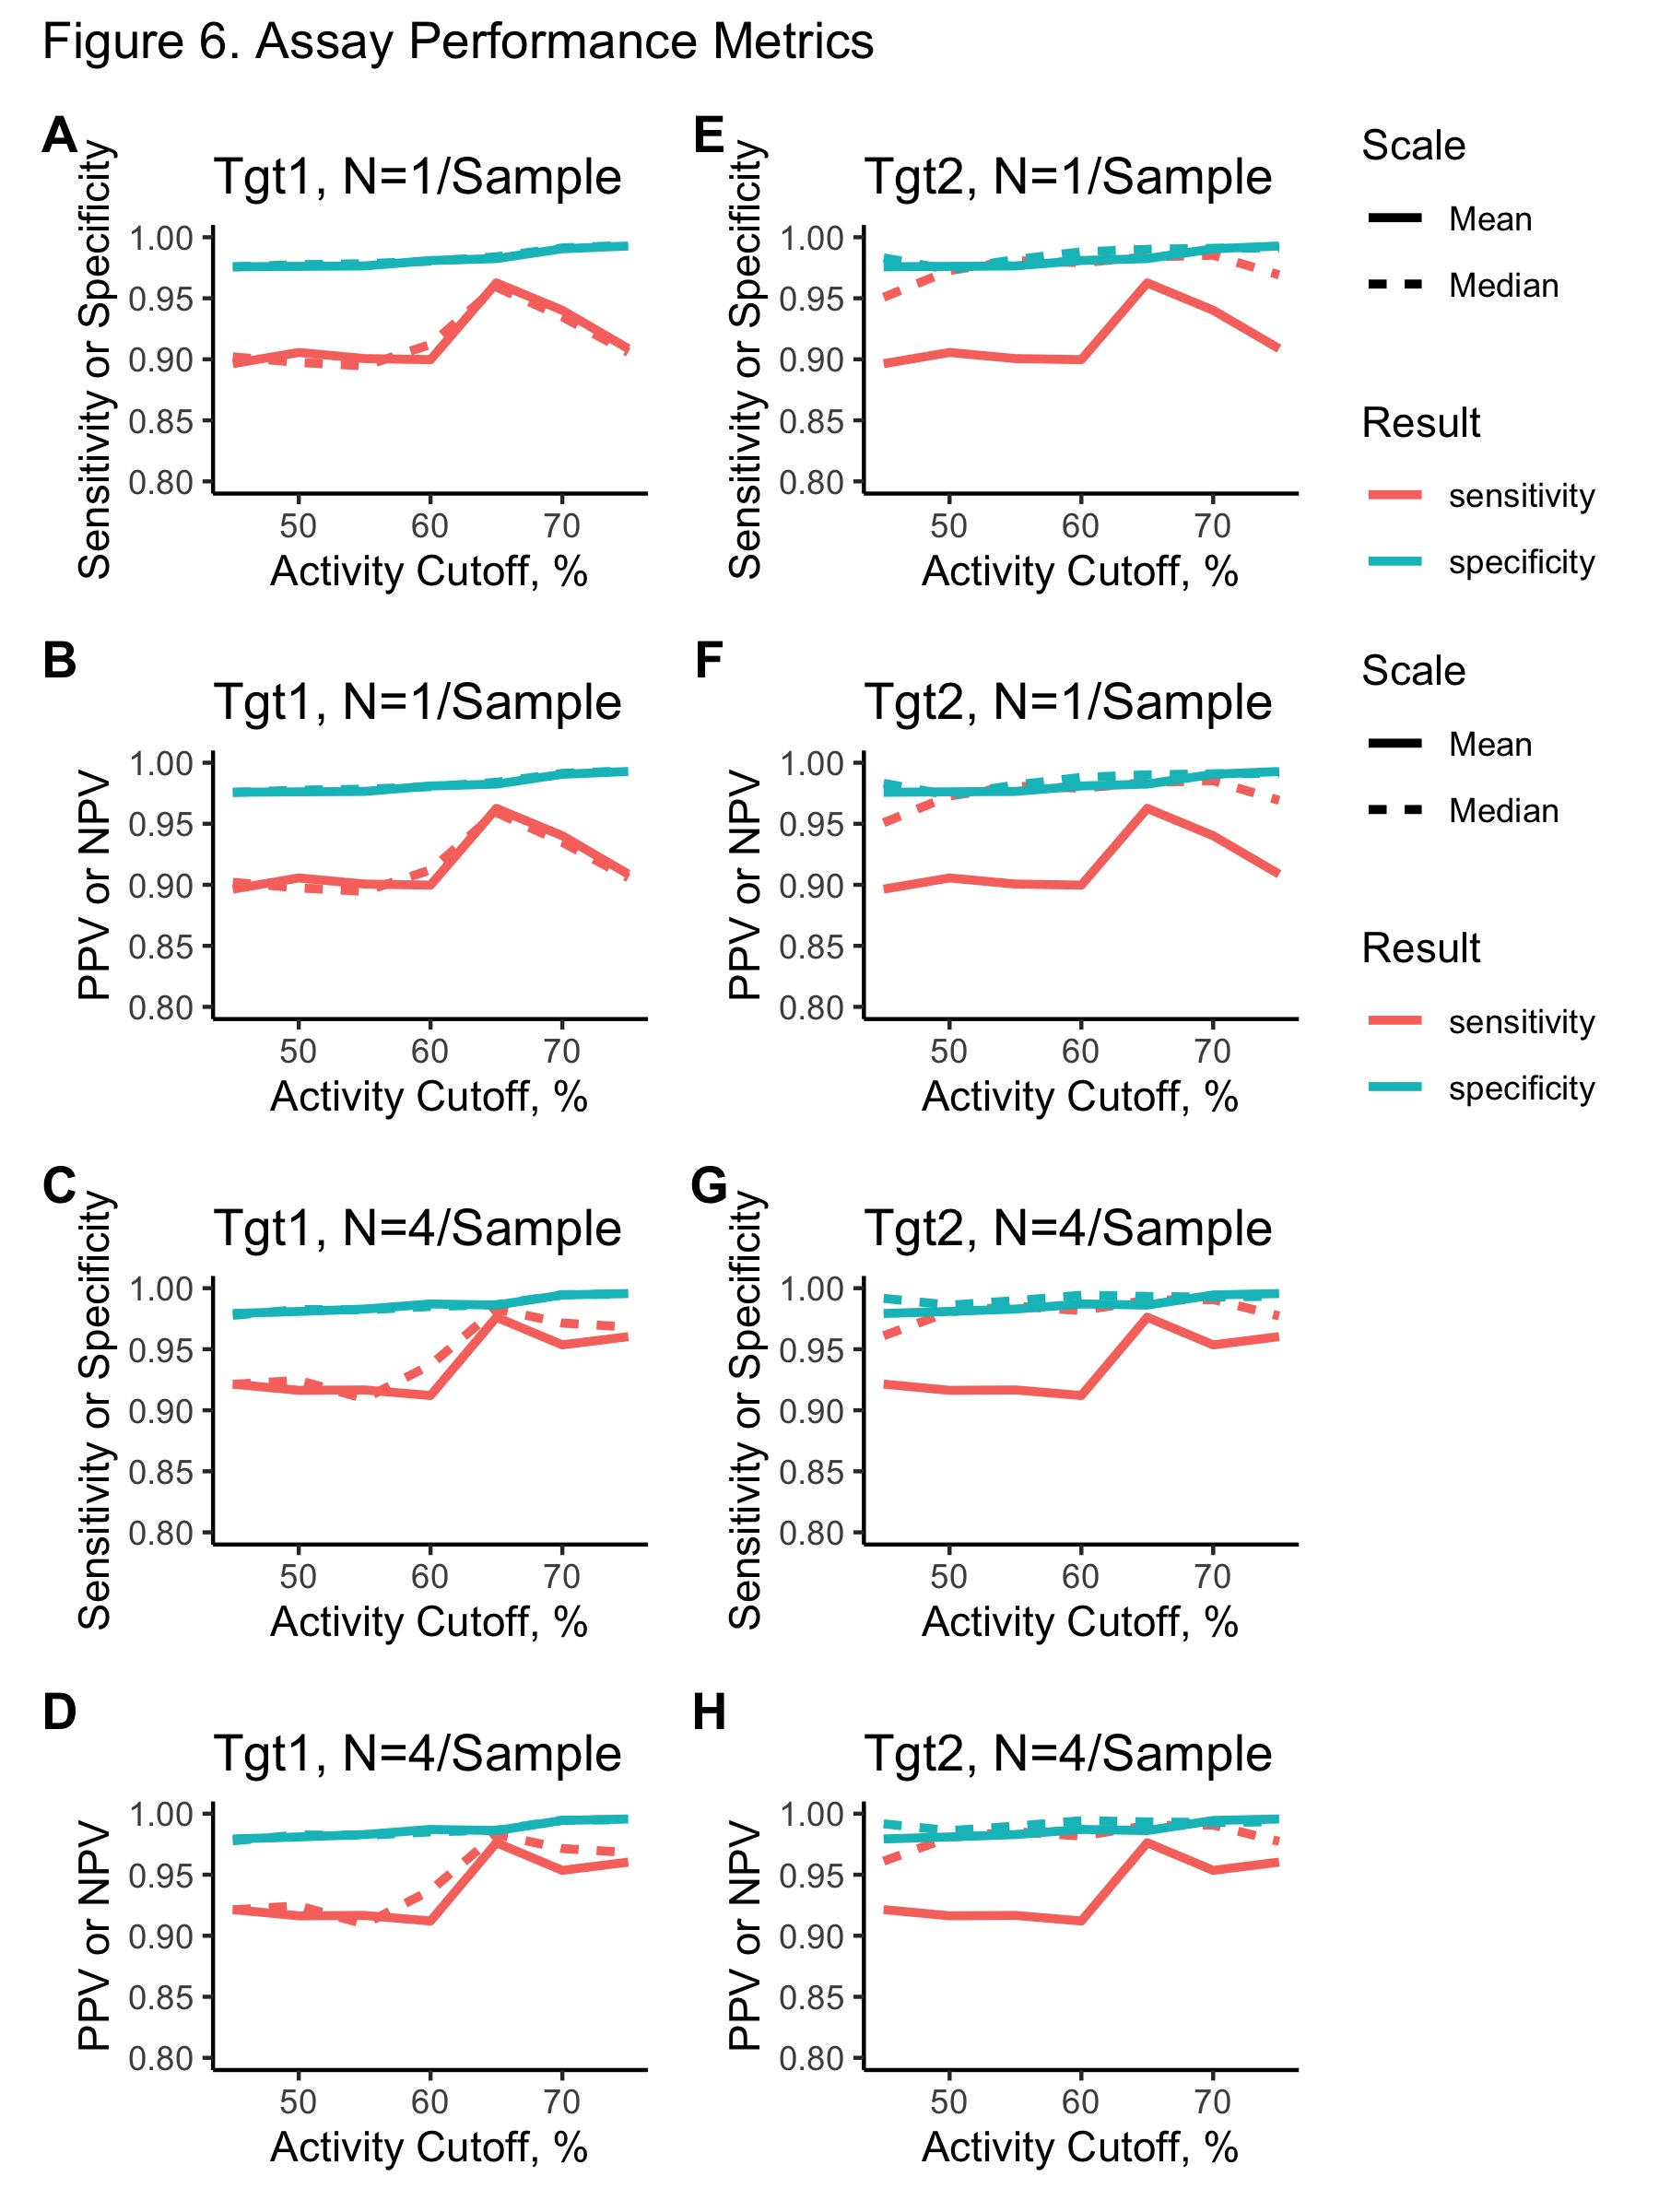 Figure 6. Assay Performance Metrics
A
Tgt1, N=1/Sample
Sensitivity or Specificity
1.00
0.95
0.90
0.85
0.80
50 60 70
Activity Cutoff, %
E
Tgt2, N=1/Sample
Sensitivity or Specificity
1.00
0.95
0.90
0.85
0.80
50 60 70
Activity Cutoff, %
Scale
Mean
Median
Result
sensitivity
specificity
B
Tgt1, N=1/Sample
PPV or NPV
1.00
0.95
0.90
0.85
0.80
50 60 70
Activity Cutoff, %
F
Tgt2, N=1/Sample
PPV or NPV
1.00
0.95
0.90
0.85
0.80
50 60 70
Activity Cutoff, %
Scale
Mean
Median
Result
sensitivity
specificity
C
Tgt1, N=4/Sample
Sensitivity or Specificity
1.00
0.95
0.90
0.85
0.80
50 60 70
Activity Cutoff, %
G
Tgt2, N=4/Sample
Sensitivity or Specificity
1.00
0.95
0.90
0.85
0.80
50 60 70
Activity Cutoff, %
D
Tgt1, N=4/Sample
PPV or NPV
1.00
0.95
0.90
0.85
0.80
50 60 70
Activity Cutoff, %
H
Tgt2, N=4/Sample
PPV or NPV
1.00
0.95
0.90
0.85
0.80
50 60 70
Activity Cutoff, %